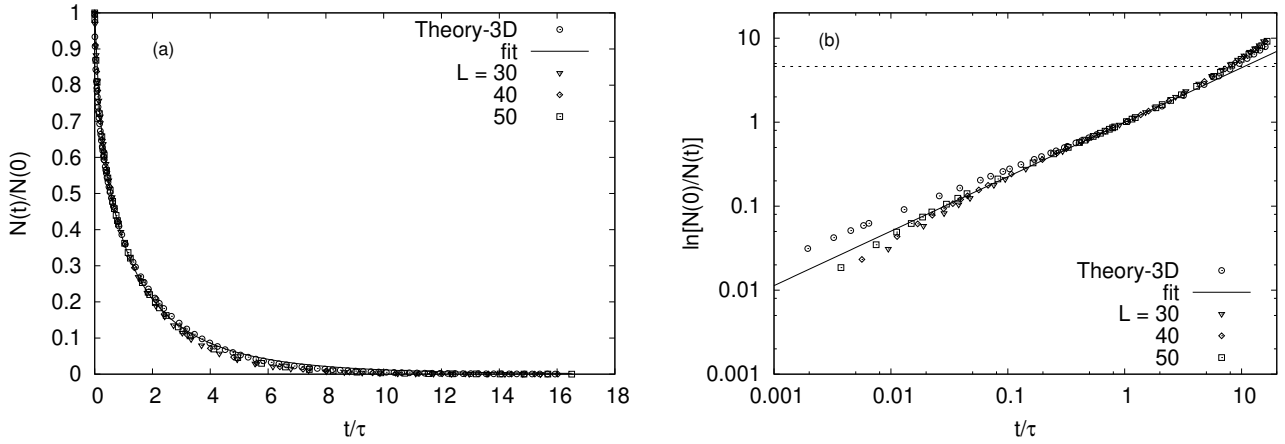 1
0.9
0.8
0.7
0.6
0.5
0.4
0.3
0.2
0.1
0
N(t)/N(0)
(a)
Theory-3D
fit
L = 30
40
50
0 2 4 6 8 10 12 14 16 18
t/τ
10
1
0.1
0.01
0.001
ln[N(0)/N(t)]
(b)
Theory-3D
fit
L = 30
40
50
0.001 0.01 0.1 1 10
t/τ